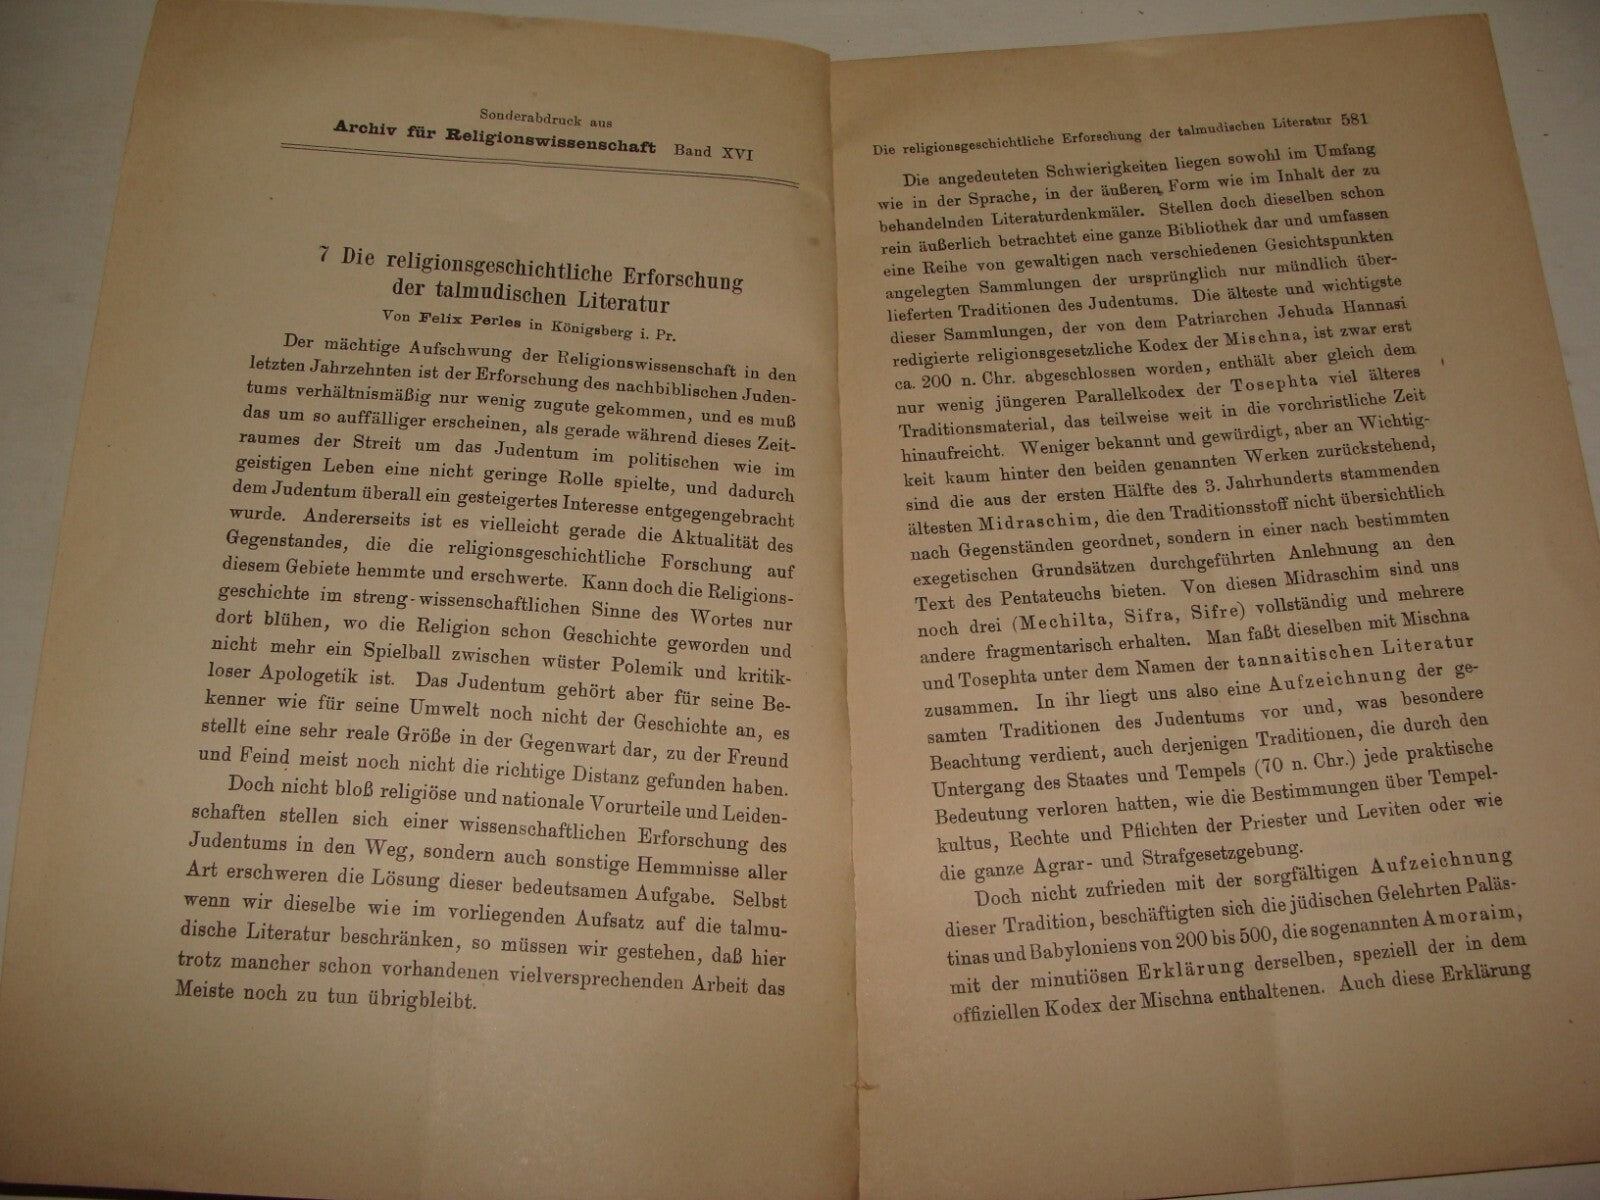 Sonderabdruck aus
Archiv für Religionswissenschaft Band XVI
7 Die religionsgeschichtliche Erforschung
der talmudischen Literatur
Von Felix Perles in Königsberg i. Pr.
Der mächtige Aufschwung der Religionswissenschaft in den
letzten Jahrzehnten ist der Erforschung des nachbiblischen Juden-
tums verhältnismäßig nur wenig zugute gekommen, und es muß
das um so auffälliger erscheinen, als gerade während dieses Zeit-
raumes der Streit um das Judentum im politischen wie im
geistigen Leben eine nicht geringe Rolle spielte, und dadurch
dem Judentum überall ein gesteigertes Interesse entgegengebracht
wurde. Andererseits ist es vielleicht gerade die Aktualität des
Gegenstandes, die die religionsgeschichtliche Forschung auf
diesem Gebiete hemmte und erschwerte. Kann doch die Religions-
geschichte im streng-wissenschaftlichen Sinne des Wortes nur
dort blühen, wo die Religion schon Geschichte geworden und
nicht mehr ein Spielball zwischen wüster Polemik und kritik-
loser Apologetik ist. Das Judentum gehört aber für seine Be-
kenner wie für seine Umwelt noch nicht der Geschichte an, es
stellt eine sehr reale Größe in der Gegenwart dar, zu der Freund
und Feind meist noch nicht die richtige Distanz gefunden haben.
Doch nicht bloß religiöse und nationale Vorurteile und Leiden-
schaften stellen sich einer wissenschaftlichen Erforschung des
Judentums in den Weg, sondern auch sonstige Hemmnisse aller
Art erschweren die Lösung dieser bedeutsamen Aufgabe. Selbst
wenn wir dieselbe wie im vorliegenden Aufsatz auf die talmu-
dische Literatur beschränken, so müssen wir gestehen, daß hier
trotz mancher schon vorhandenen vielversprechenden Arbeit das
Meiste noch zu tun übrigbleibt.
Die religionsgeschichtliche Erforschung der talmudischen Literatur 581
Die angedeuteten Schwierigkeiten liegen sowohl im Umfang
wie in der Sprache, in der äußeren Form wie im Inhalt der zu
behandelnden Literaturdenkmäler. Stellen doch dieselben schon
rein äußerlich betrachtet eine ganze Bibliothek dar und umfassen
eine Reihe von gewaltigen nach verschiedenen Gesichtspunkten
angelegten Sammlungen der ursprünglich nur mündlich über-
lieferten Traditionen des Judentums. Die älteste und wichtigste
dieser Sammlungen, der von dem Patriarchen Jehuda Hannasi
redigierte religionsgesetzliche Kodex der Mischna, ist zwar erst
ca. 200 n. Chr. abgeschlossen worden, enthält aber gleich dem
nur wenig jüngeren Parallelkodex der Tosephta viel älteres
Traditionsmaterial, das teilweise weit in die vorchristliche Zeit
hinaufreicht. Weniger bekannt und gewürdigt, aber an Wichtig-
keit kaum hinter den beiden genannten Werken zurückstehend,
sind die aus der ersten Hälfte des 3. Jahrhunderts stammenden
ältesten Midraschim, die den Traditionsstoff nicht übersichtlich
nach Gegenständen geordnet, sondern in einer nach bestimmten
exegetischen Grundsätzen durchgeführten Anlehnung an den
Text des Pentateuchs bieten. Von diesen Midraschim sind uns
noch drei (Mechilta, Sifra, Sifre) vollständig und mehrere
andere fragmentarisch erhalten. Man faßt dieselben mit Mischna
und Tosephta unter dem Namen der tannaitischen Literatur
zusammen. In ihr liegt uns also eine Aufzeichnung der ge-
samten Traditionen des Judentums vor und, was besondere
Beachtung verdient, auch derjenigen Traditionen, die durch den
Untergang des Staates und Tempels (70 n. Chr.) jede praktische
Bedeutung verloren hatten, wie die Bestimmungen über Tempel-
kultus, Rechte und Pflichten der Priester und Leviten oder wie
die ganze Agrar- und Strafgesetzgebung.
Doch nicht zufrieden mit der sorgfältigen Aufzeichnung
dieser Tradition, beschäftigten sich die jüdischen Gelehrten Paläs-
tinas und Babyloniens von 200 bis 500, die sogenannten Amoraim,
mit der minutiösen Erklärung derselben, speziell der in dem
offiziellen Kodex der Mischna enthaltenen. Auch diese Erklärung